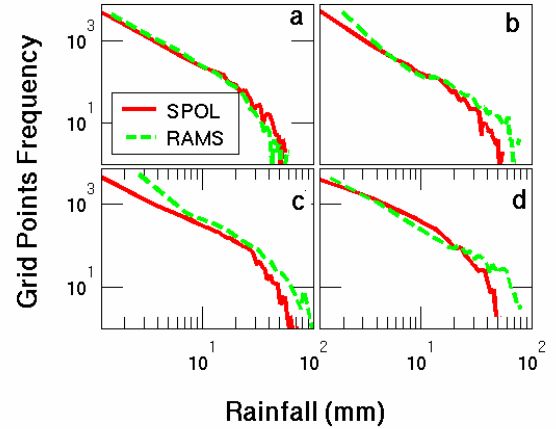 a
b
10³
10¹
SPOL
RAMS
Grid Points Frequency
c
d
10³
10¹
10¹
10²
10¹
10²
Rainfall (mm)